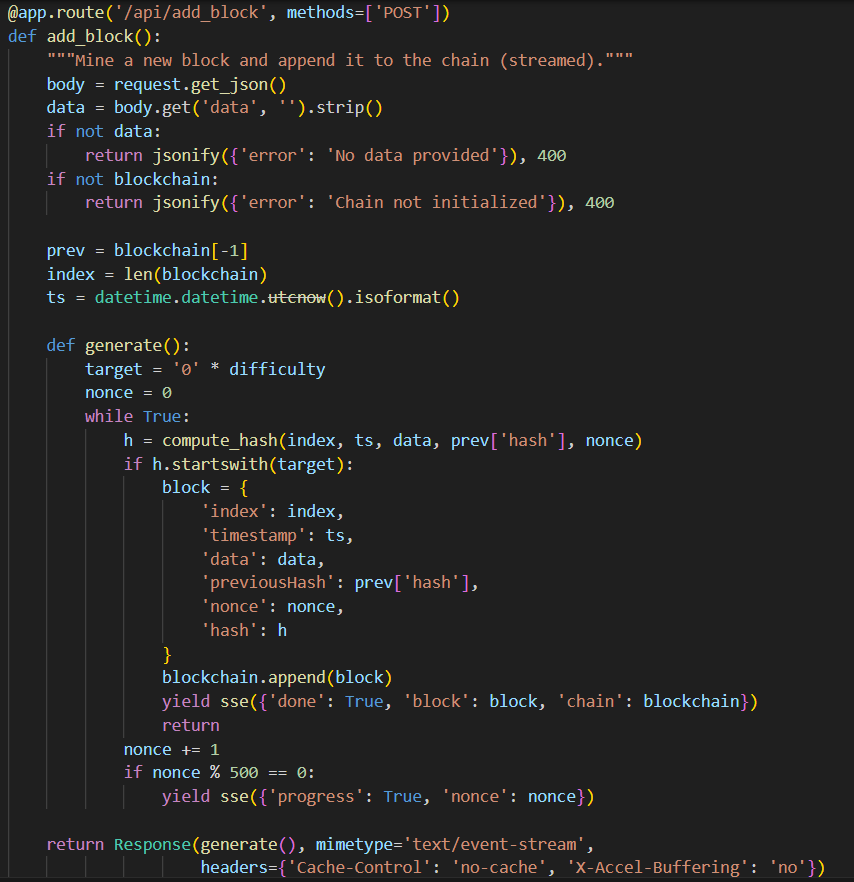 @app.route('/api/add_block', methods=['POST'])
def add_block():
    """Mine a new block and append it to the chain (streamed)."""
    body = request.get_json()
    data = body.get('data', '').strip()
    if not data:
        return jsonify({'error': 'No data provided'}), 400
    if not blockchain:
        return jsonify({'error': 'Chain not initialized'}), 400

    prev = blockchain[-1]
    index = len(blockchain)
    ts = datetime.datetime.utcnow().isoformat()

    def generate():
        target = '0' * difficulty
        nonce = 0
        while True:
            h = compute_hash(index, ts, data, prev['hash'], nonce)
            if h.startswith(target):
                block = {
                    'index': index,
                    'timestamp': ts,
                    'data': data,
                    'previousHash': prev['hash'],
                    'nonce': nonce,
                    'hash': h
                }
                blockchain.append(block)
                yield sse({'done': True, 'block': block, 'chain': blockchain})
                return
            nonce += 1
            if nonce % 500 == 0:
                yield sse({'progress': True, 'nonce': nonce})

    return Response(generate(), mimetype='text/event-stream',
                    headers={'Cache-Control': 'no-cache', 'X-Accel-Buffering': 'no'})